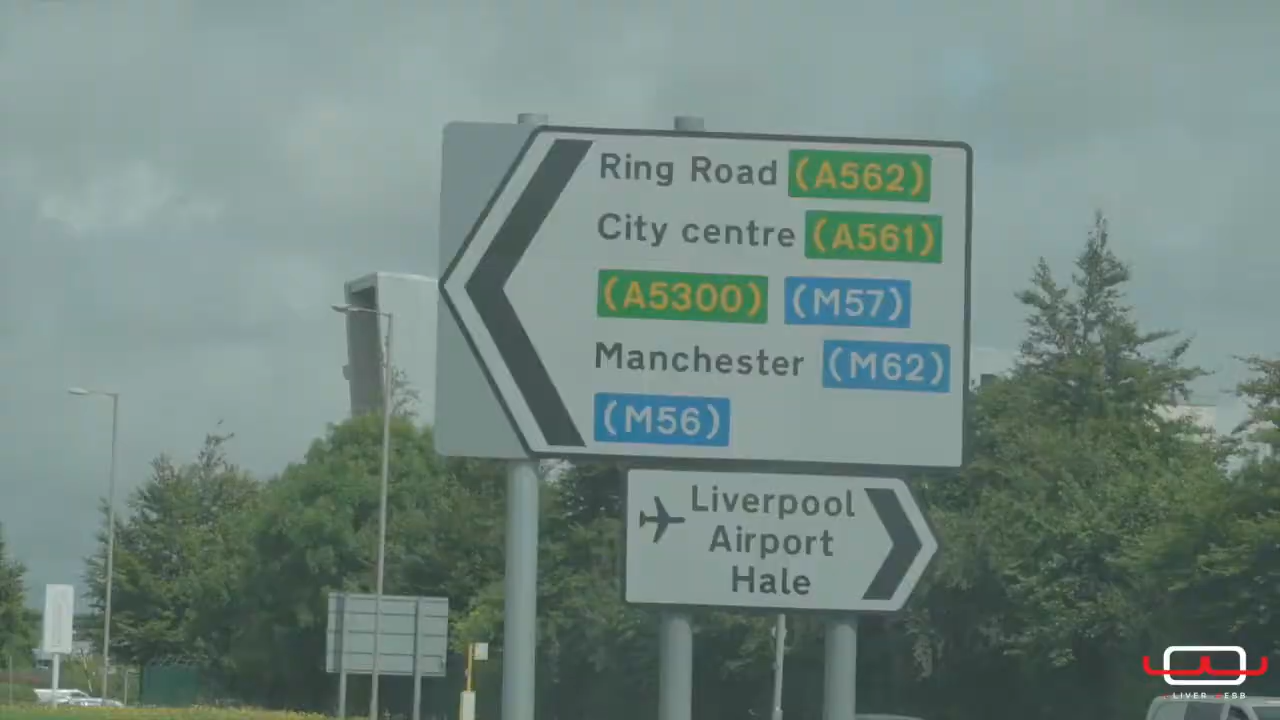 Ring Road (A562)
City centre (A561)
(A5300) (M57)
Manchester (M62)
(M56)
Liverpool
Airport
Hale